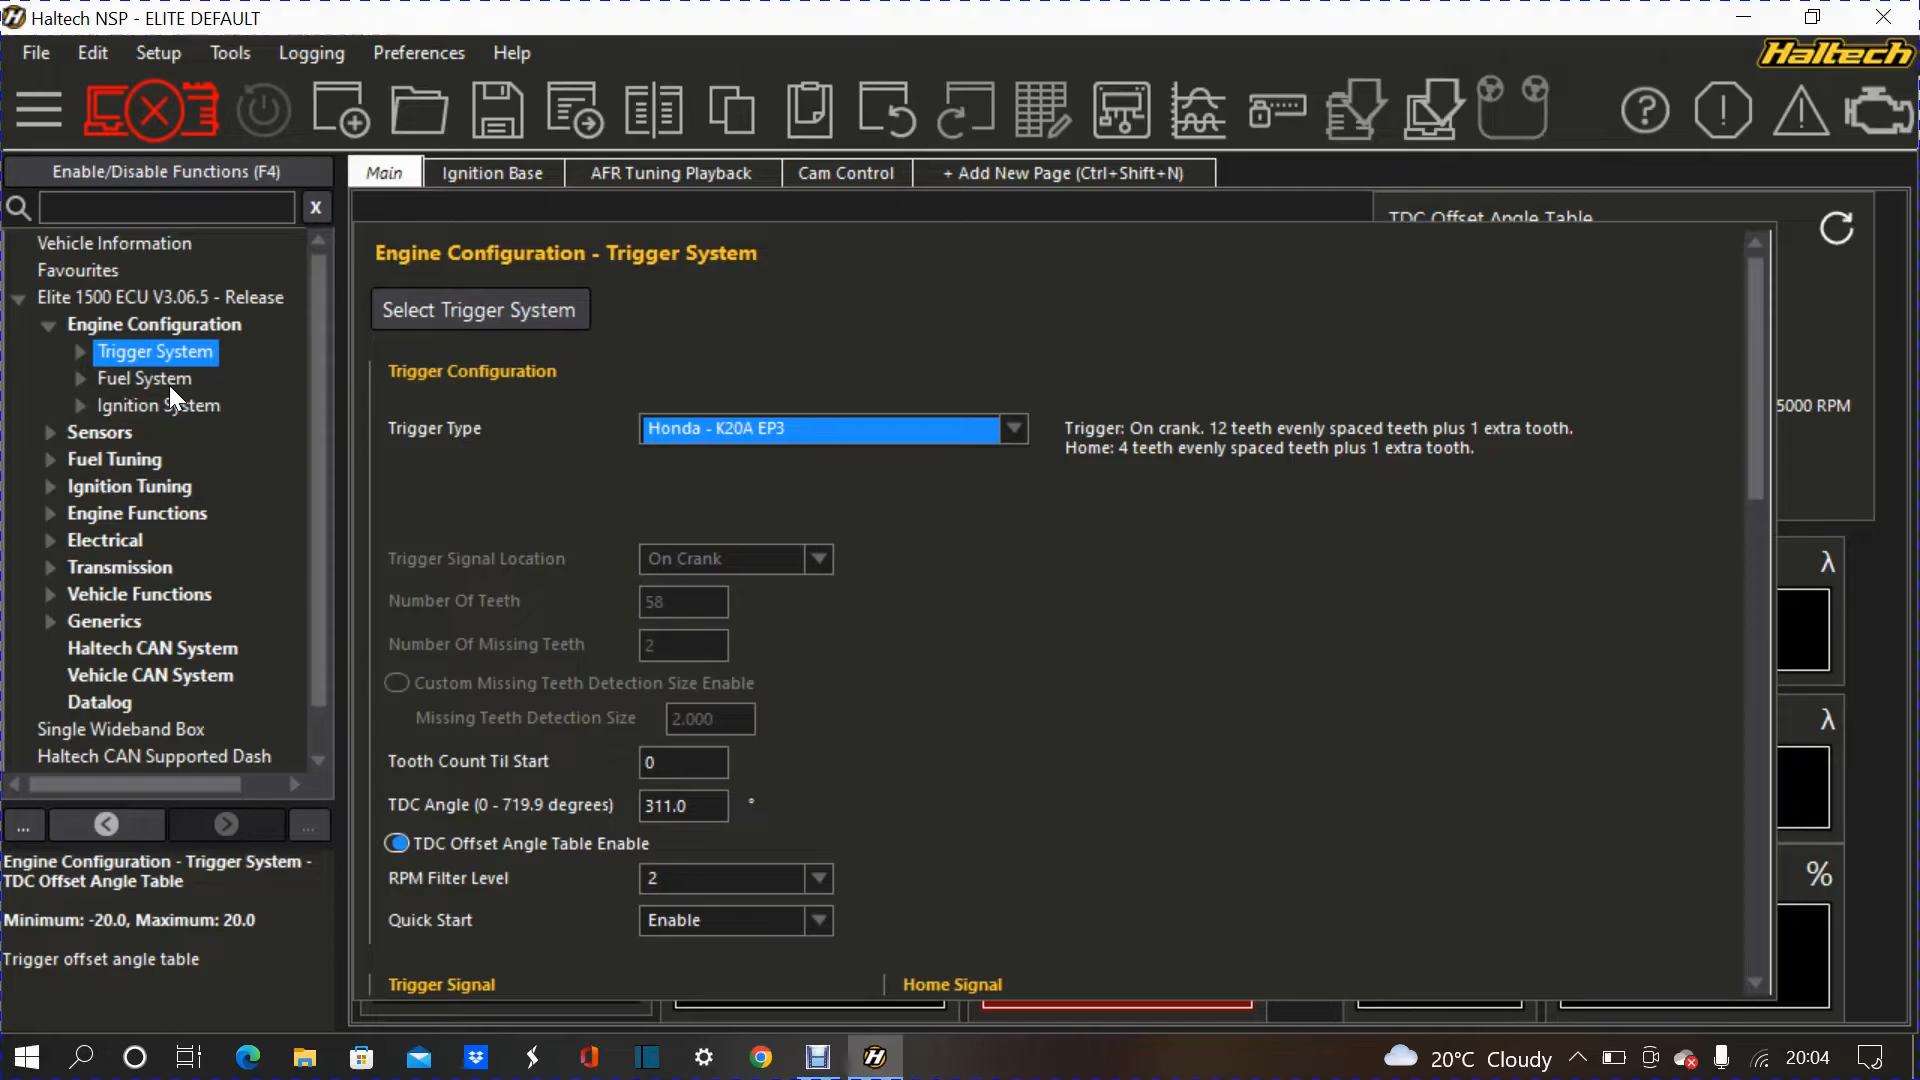 Haltech NSP - ELITE DEFAULT
File Edit Setup Tools Logging Preferences Help
Haltech
Enable/Disable Functions (F4)
Main Ignition Base AFR Tuning Playback Cam Control + Add New Page (Ctrl+Shift+N)
X
Vehicle Information
Favourites
Elite 1500 ECU V3.06.5 - Release
Engine Configuration
Trigger System
Fuel System
Ignition System
Sensors
Fuel Tuning
Ignition Tuning
Engine Functions
Electrical
Transmission
Vehicle Functions
Generics
Haltech CAN System
Vehicle CAN System
Datalog
Single Wideband Box
Haltech CAN Supported Dash
...
...
Engine Configuration - Trigger System -
TDC Offset Angle Table
Minimum: -20.0, Maximum: 20.0
Trigger offset angle table
TDC Offset Angle Table
Engine Configuration - Trigger System
Select Trigger System
Trigger Configuration
Trigger Type Honda - K20A EP3
Trigger: On crank. 12 teeth evenly spaced teeth plus 1 extra tooth.
Home: 4 teeth evenly spaced teeth plus 1 extra tooth.
Trigger Signal Location On Crank
Number Of Teeth 58
Number Of Missing Teeth 2
Custom Missing Teeth Detection Size Enable
Missing Teeth Detection Size 2.000
Tooth Count Til Start 0
TDC Angle (0 - 719.9 degrees) 311.0 °
TDC Offset Angle Table Enable
RPM Filter Level 2
Quick Start Enable
Trigger Signal Home Signal
5000 RPM
λ
λ
%
20°C Cloudy 20:04